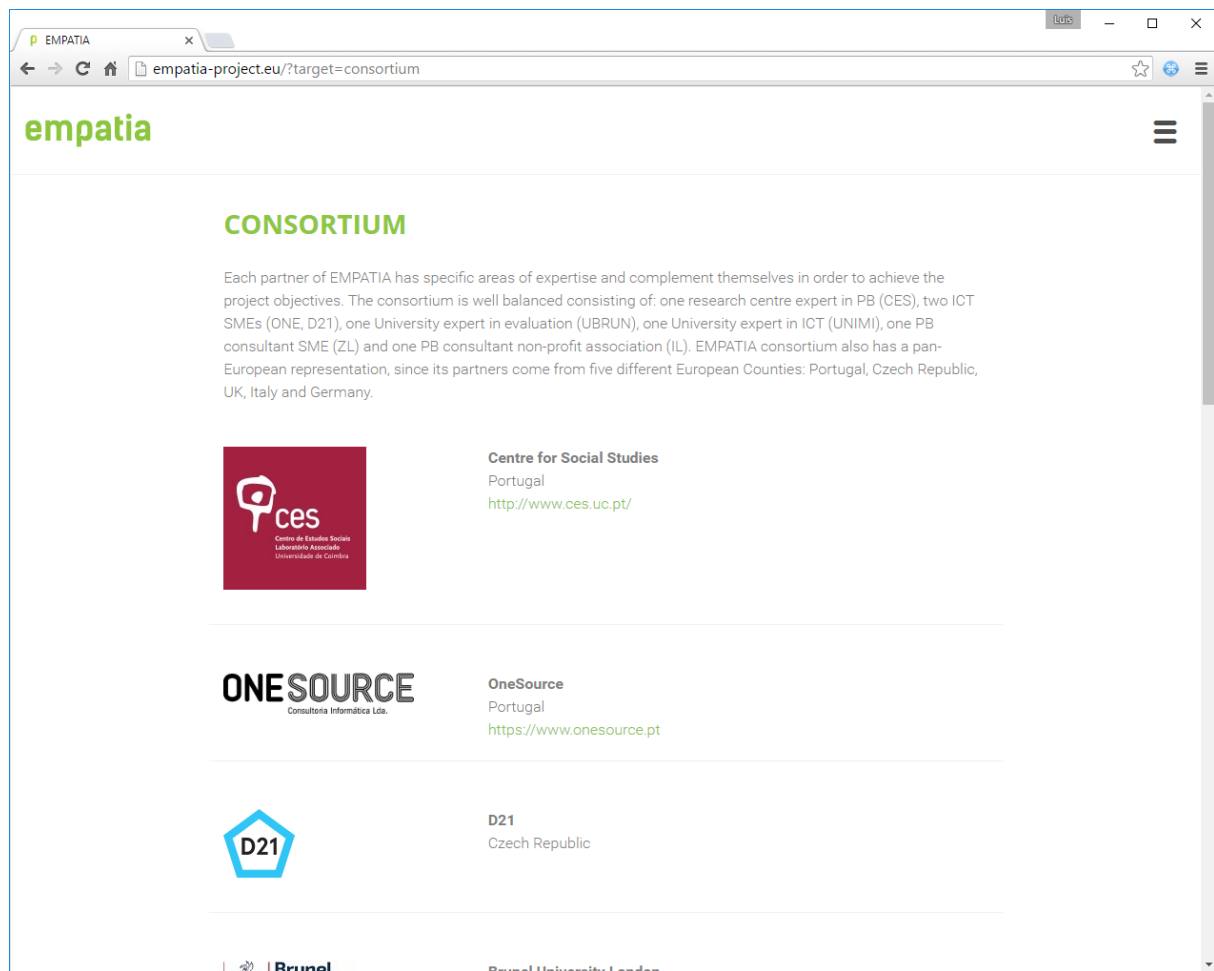 Luis
EMPATIA
empatia-project.eu/?target=consortium
empatia
CONSORTIUM
Each partner of EMPATIA has specific areas of expertise and complement themselves in order to achieve the
project objectives. The consortium is well balanced consisting of: one research centre expert in PB (CES), two ICT
SMEs (ONE, D21), one University expert in evaluation (UBRUN), one University expert in ICT (UNIMI), one PB
consultant SME (ZL) and one PB consultant non-profit association (IL). EMPATIA consortium also has a pan-
European representation, since its partners come from five different European Counties: Portugal, Czech Republic,
UK, Italy and Germany.
ces
Centro de Estudos Sociais
Laboratório Associado
Universidade de Coimbra
Centre for Social Studies
Portugal
http://www.ces.uc.pt/
ONESOURCE
Consultoria Informática Lda.
OneSource
Portugal
https://www.onesource.pt
D21
D21
Czech Republic
Brunel
Brunel University London